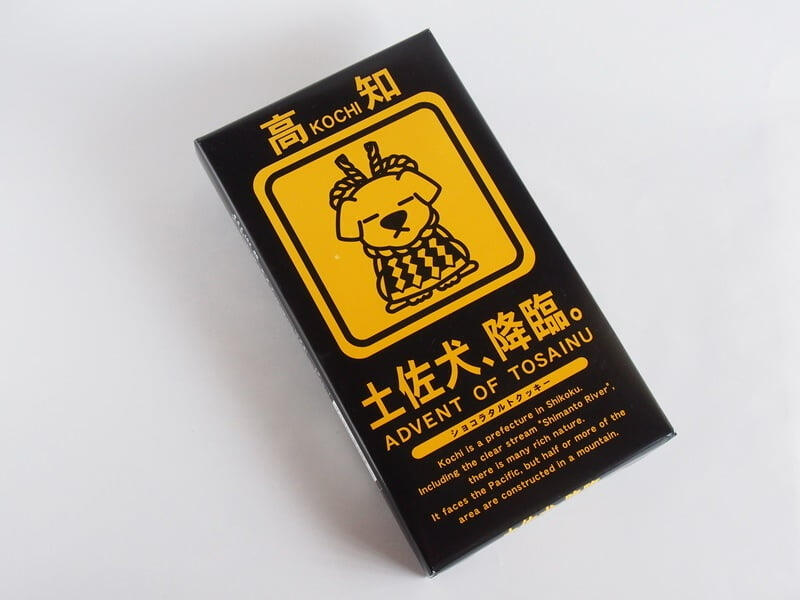 高 KOCHI 知
土佐犬、降臨。
ADVENT OF TOSAINU
ショコラタルトクッキー
Kochi is a prefecture in Shikoku.
Including the clear stream "Shimanto River",
there is many rich nature.
It faces the Pacific, but half or more of the
area are constructed in a mountain.